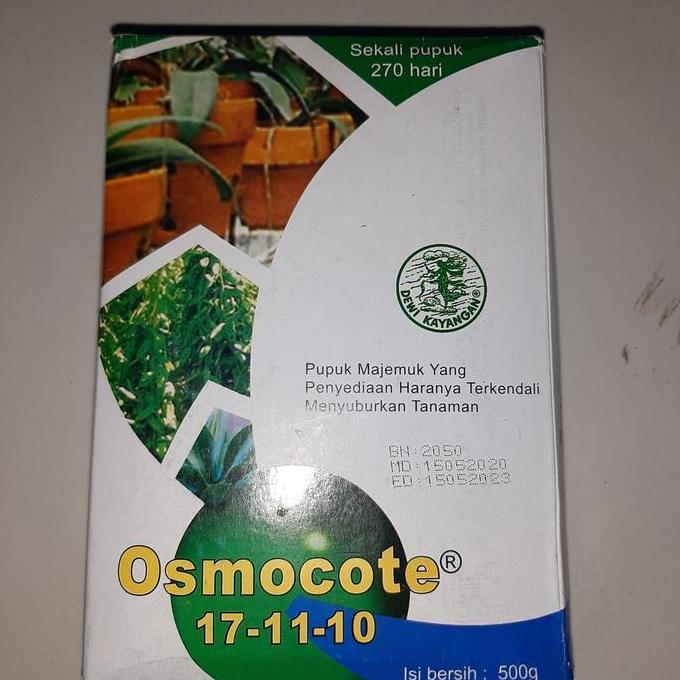 Sekali pupuk
270 hari
DEWI KAYANGAN®
Pupuk Majemuk Yang
Penyediaan Haranya Terkendali
Menyuburkan Tanaman
BN:2050
MD:15052020
ED:15052023
Osmocote®
17-11-10
Isi bersih : 500g